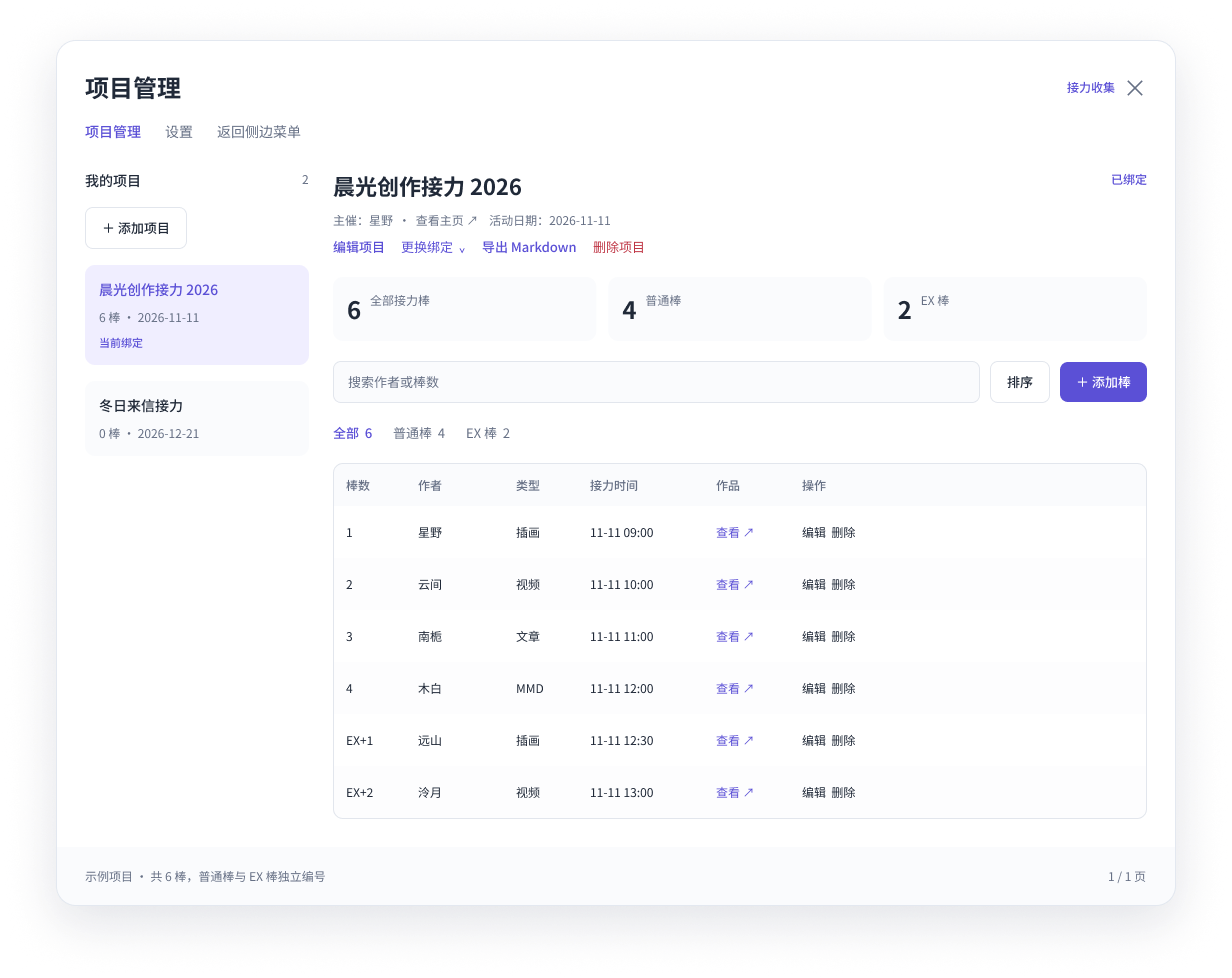 项目管理
接力收集
项目管理 设置 返回侧边菜单
我的项目 2
＋ 添加项目
晨光创作接力 2026
6 棒 · 2026-11-11
当前绑定
冬日来信接力
0 棒 · 2026-12-21
晨光创作接力 2026
已绑定
主催：星野 · 查看主页 ↗ 活动日期：2026-11-11
编辑项目 更换绑定 ⌄ 导出 Markdown 删除项目
6 全部接力棒
4 普通棒
2 EX 棒
搜索作者或棒数
排序
＋ 添加棒
全部 6 普通棒 4 EX 棒 2
棒数 作者 类型 接力时间 作品 操作
1 星野 插画 11-11 09:00 查看 ↗ 编辑 删除
2 云间 视频 11-11 10:00 查看 ↗ 编辑 删除
3 南栀 文章 11-11 11:00 查看 ↗ 编辑 删除
4 木白 MMD 11-11 12:00 查看 ↗ 编辑 删除
EX+1 远山 插画 11-11 12:30 查看 ↗ 编辑 删除
EX+2 泠月 视频 11-11 13:00 查看 ↗ 编辑 删除
示例项目 · 共 6 棒，普通棒与 EX 棒独立编号
1 / 1 页